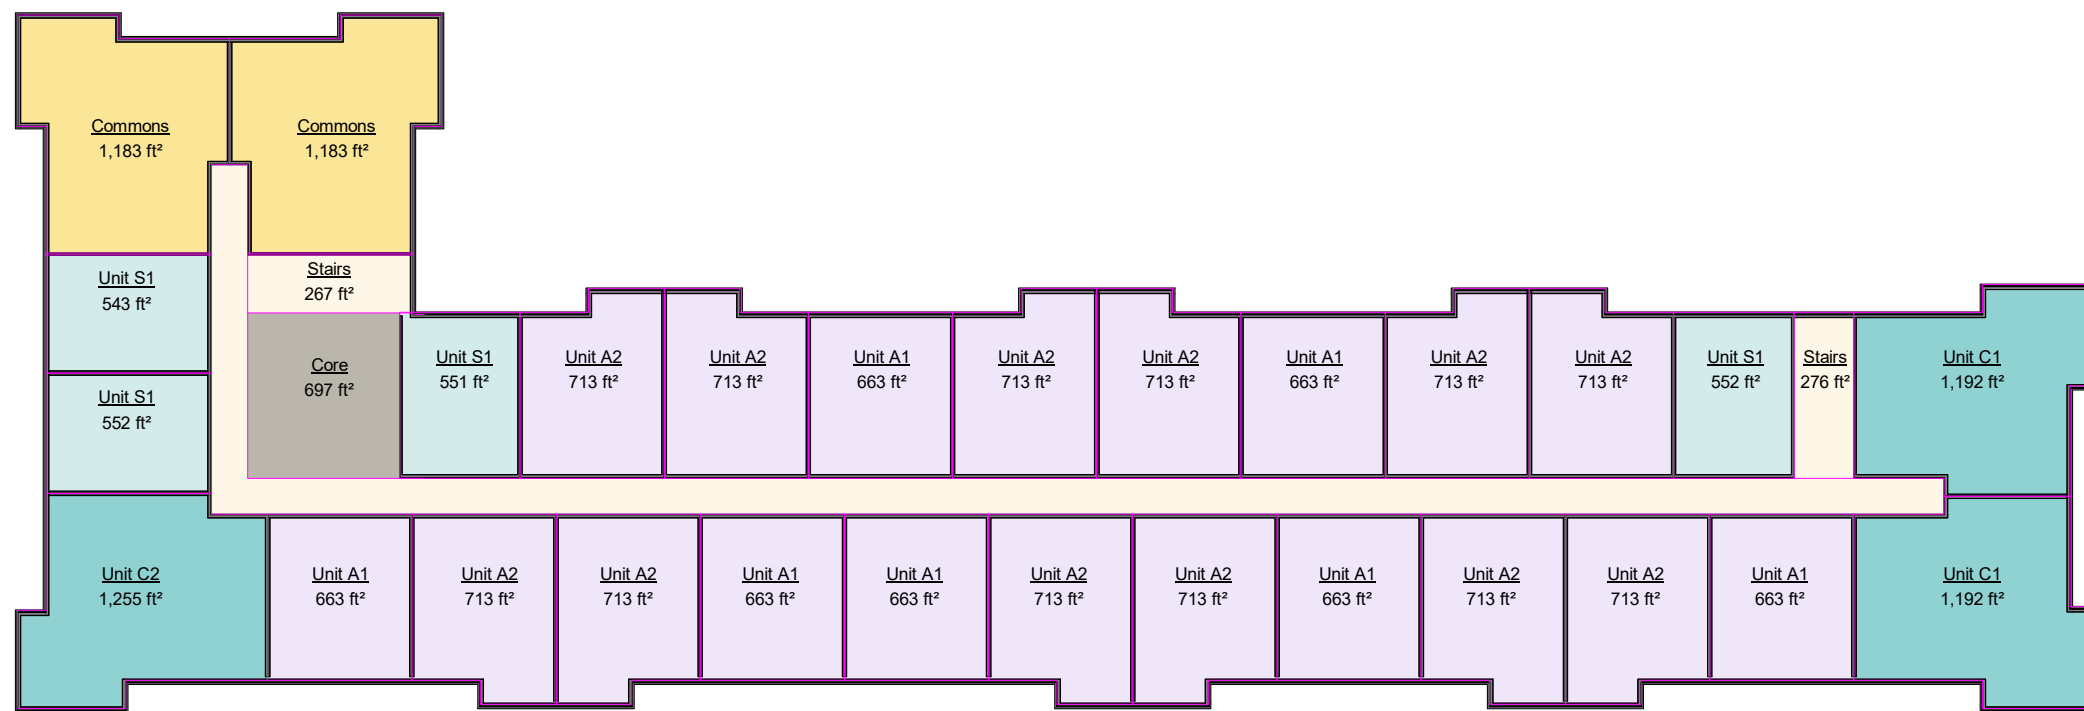 Commons
1,183 ft²
Commons
1,183 ft²
Unit S1
543 ft²
Stairs
267 ft²
Unit S1
552 ft²
Core
697 ft²
Unit S1
551 ft²
Unit A2
713 ft²
Unit A2
713 ft²
Unit A1
663 ft²
Unit A2
713 ft²
Unit A2
713 ft²
Unit A1
663 ft²
Unit A2
713 ft²
Unit A2
713 ft²
Unit S1
552 ft²
Stairs
276 ft²
Unit C1
1,192 ft²
Unit C2
1,255 ft²
Unit A1
663 ft²
Unit A2
713 ft²
Unit A2
713 ft²
Unit A1
663 ft²
Unit A1
663 ft²
Unit A2
713 ft²
Unit A2
713 ft²
Unit A1
663 ft²
Unit A2
713 ft²
Unit A2
713 ft²
Unit A1
663 ft²
Unit C1
1,192 ft²